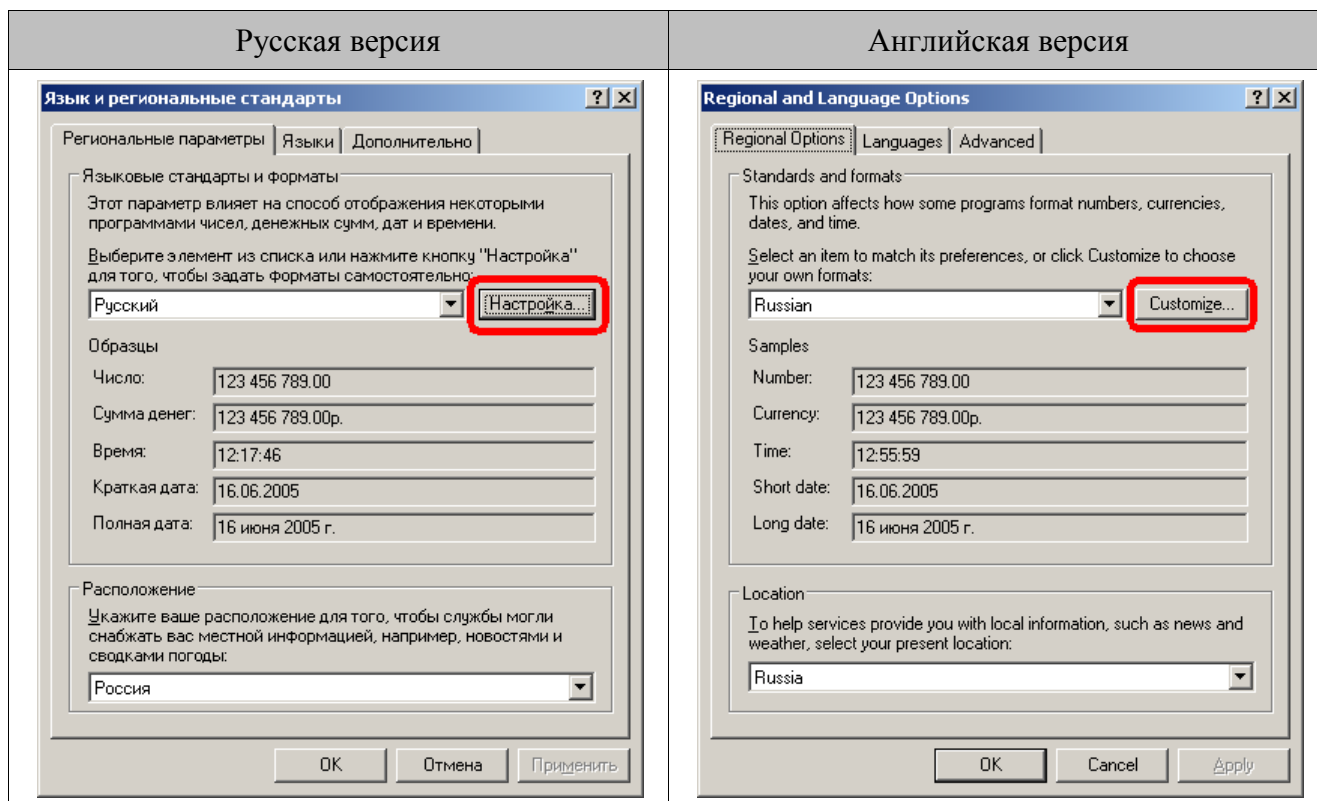 Русская версия
Английская версия
Язык и региональные стандарты
Региональные параметры Языки Дополнительно
Языковые стандарты и форматы
Этот параметр влияет на способ отображения некоторыми
программами чисел, денежных сумм, дат и времени.
Выберите элемент из списка или нажмите кнопку "Настройка"
для того, чтобы задать форматы самостоятельно:
Русский Настройка...
Образцы
Число: 123 456 789.00
Сумма денег: 123 456 789.00р.
Время: 12:17:46
Краткая дата: 16.06.2005
Полная дата: 16 июня 2005 г.
Расположение
Укажите ваше расположение для того, чтобы службы могли
снабжать вас местной информацией, например, новостями и
сводками погоды:
Россия
OK Отмена Применить
Regional and Language Options
Regional Options Languages Advanced
Standards and formats
This option affects how some programs format numbers, currencies,
dates, and time.
Select an item to match its preferences, or click Customize to choose
your own formats:
Russian Customize...
Samples
Number: 123 456 789.00
Currency: 123 456 789.00р.
Time: 12:55:59
Short date: 16.06.2005
Long date: 16 июня 2005 г.
Location
To help services provide you with local information, such as news and
weather, select your present location:
Russia
OK Cancel Apply